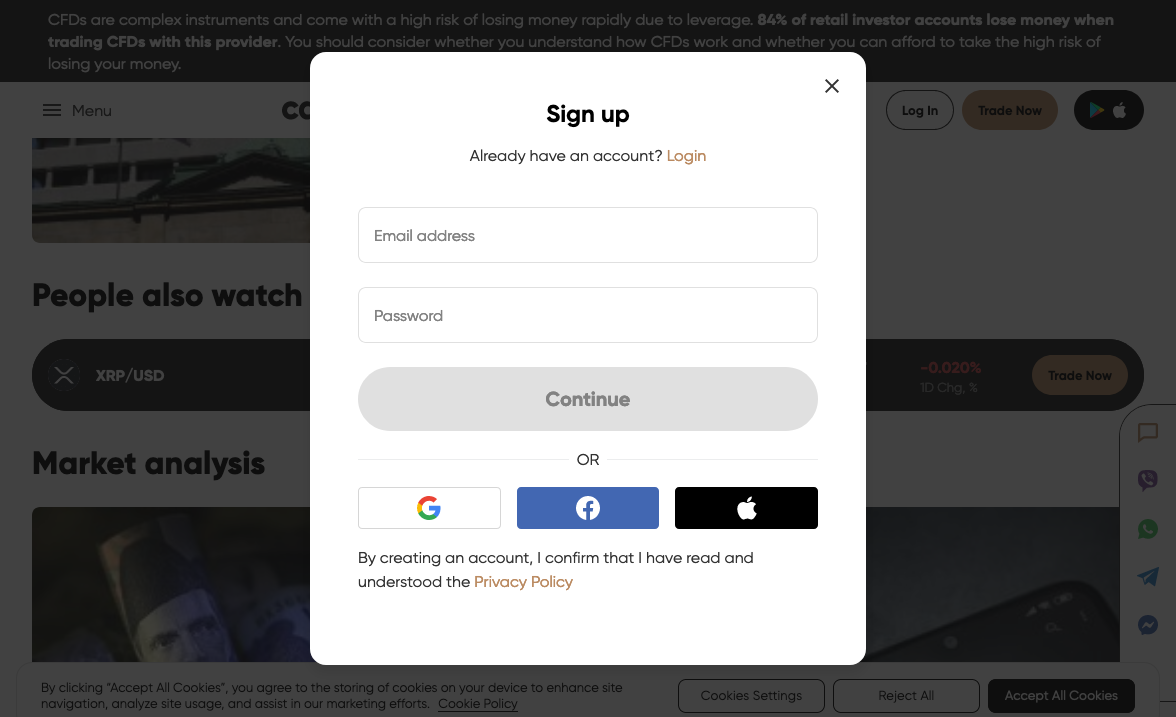 CFDs are complex instruments and come with a high risk of losing money rapidly due to leverage. 84% of retail investor accounts lose money when
trading CFDs with this provider. You should consider whether you understand how CFDs work and whether you can afford to take the high risk of
losing your money.
Menu
Log In
Trade Now
Sign up
Already have an account? Login
Email address
Password
Continue
OR
By creating an account, I confirm that I have read and
understood the Privacy Policy
People also watch
XRP/USD
-0.020%
1D Chg, %
Trade Now
Market analysis
By clicking “Accept All Cookies”, you agree to the storing of cookies on your device to enhance site
navigation, analyze site usage, and assist in our marketing efforts. Cookie Policy
Cookies Settings
Reject All
Accept All Cookies